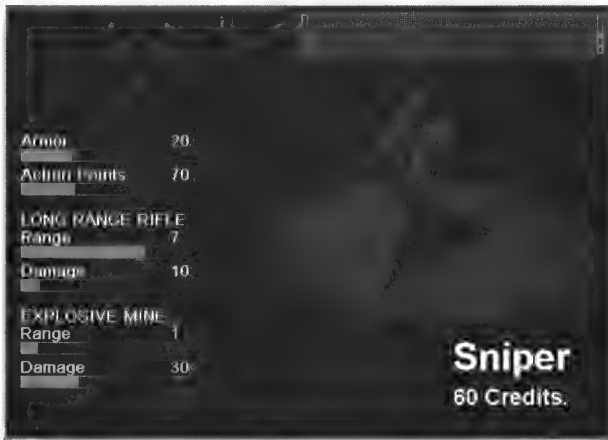 Armor 20.
Action Points 70.
LONG RANGE RIFLE
Range 7.
Damage 10.
EXPLOSIVE MINE
Range 1.
Damage 30.
Sniper
60 Credits.